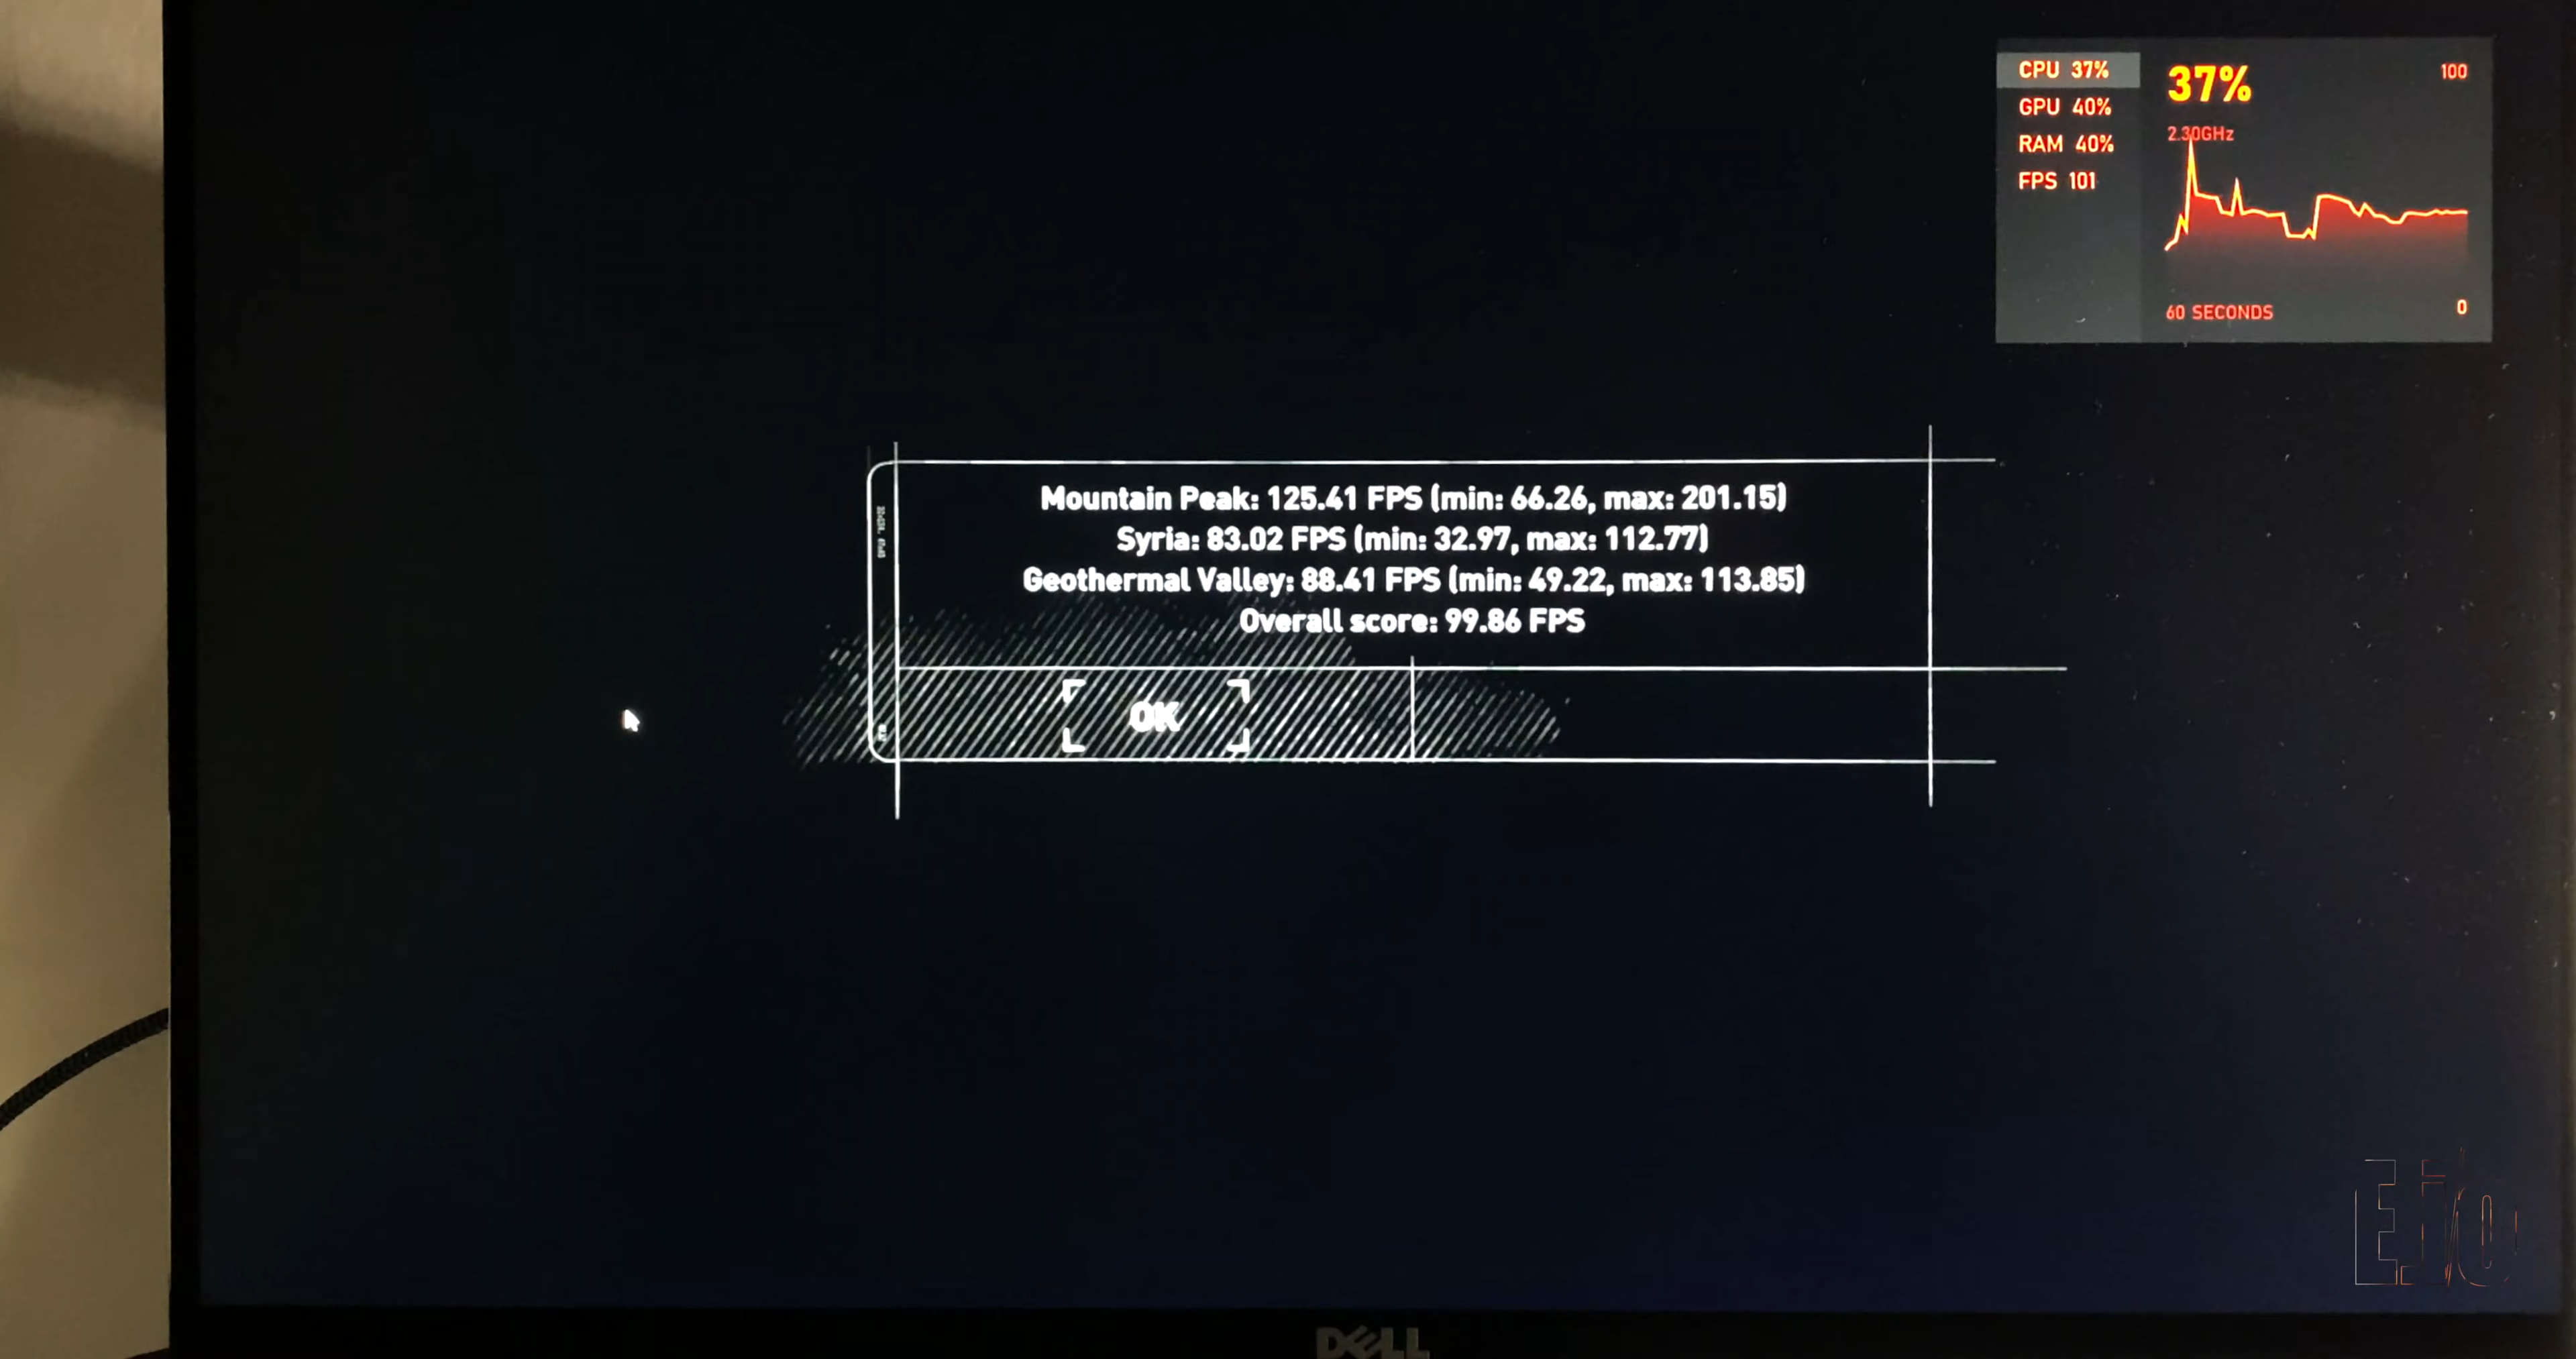 CPU 37%
GPU 40%
RAM 40%
FPS 101
37%
100
2.30GHz
60 SECONDS
0
Mountain Peak: 125.41 FPS (min: 66.26, max: 201.15)
Syria: 83.02 FPS (min: 32.97, max: 112.77)
Geothermal Valley: 88.41 FPS (min: 49.22, max: 113.85)
Overall score: 99.86 FPS
OK
DELL